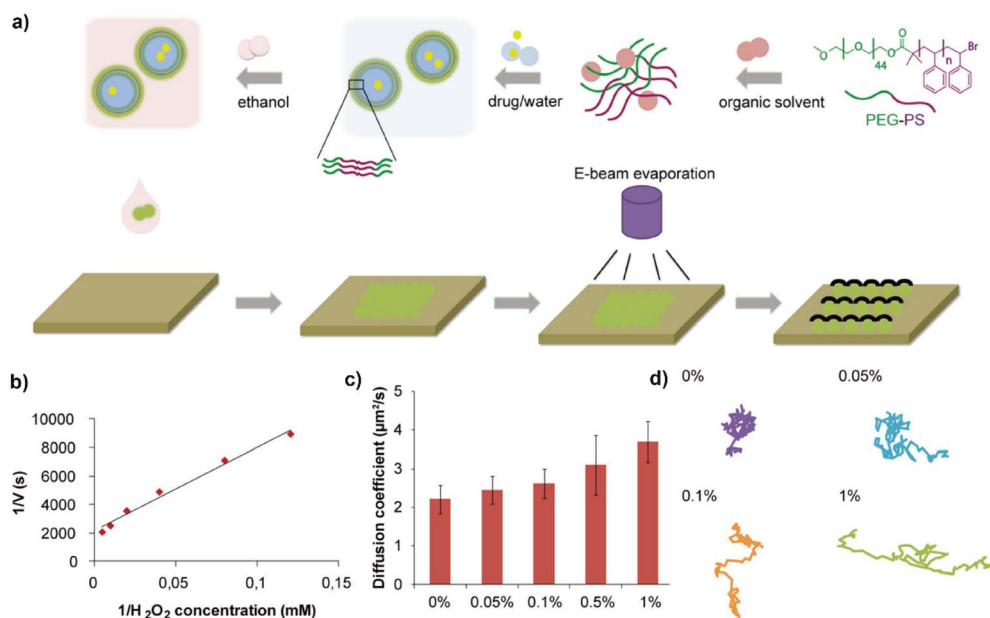 a)
O
O
O
O
O
44
n
Br
ethanol
drug/water
organic solvent
PEG-PS
E-beam evaporation
b)
10000
8000
6000
4000
2000
0
1/V (s)
0
0,05
0,1
0,15
1/H₂O₂ concentration (mM)
c)
5
4
3
2
1
0
Diffusion coefficient (μm²/s)
0%
0.05%
0.1%
0.5%
1%
d)
0%
0.05%
0.1%
1%